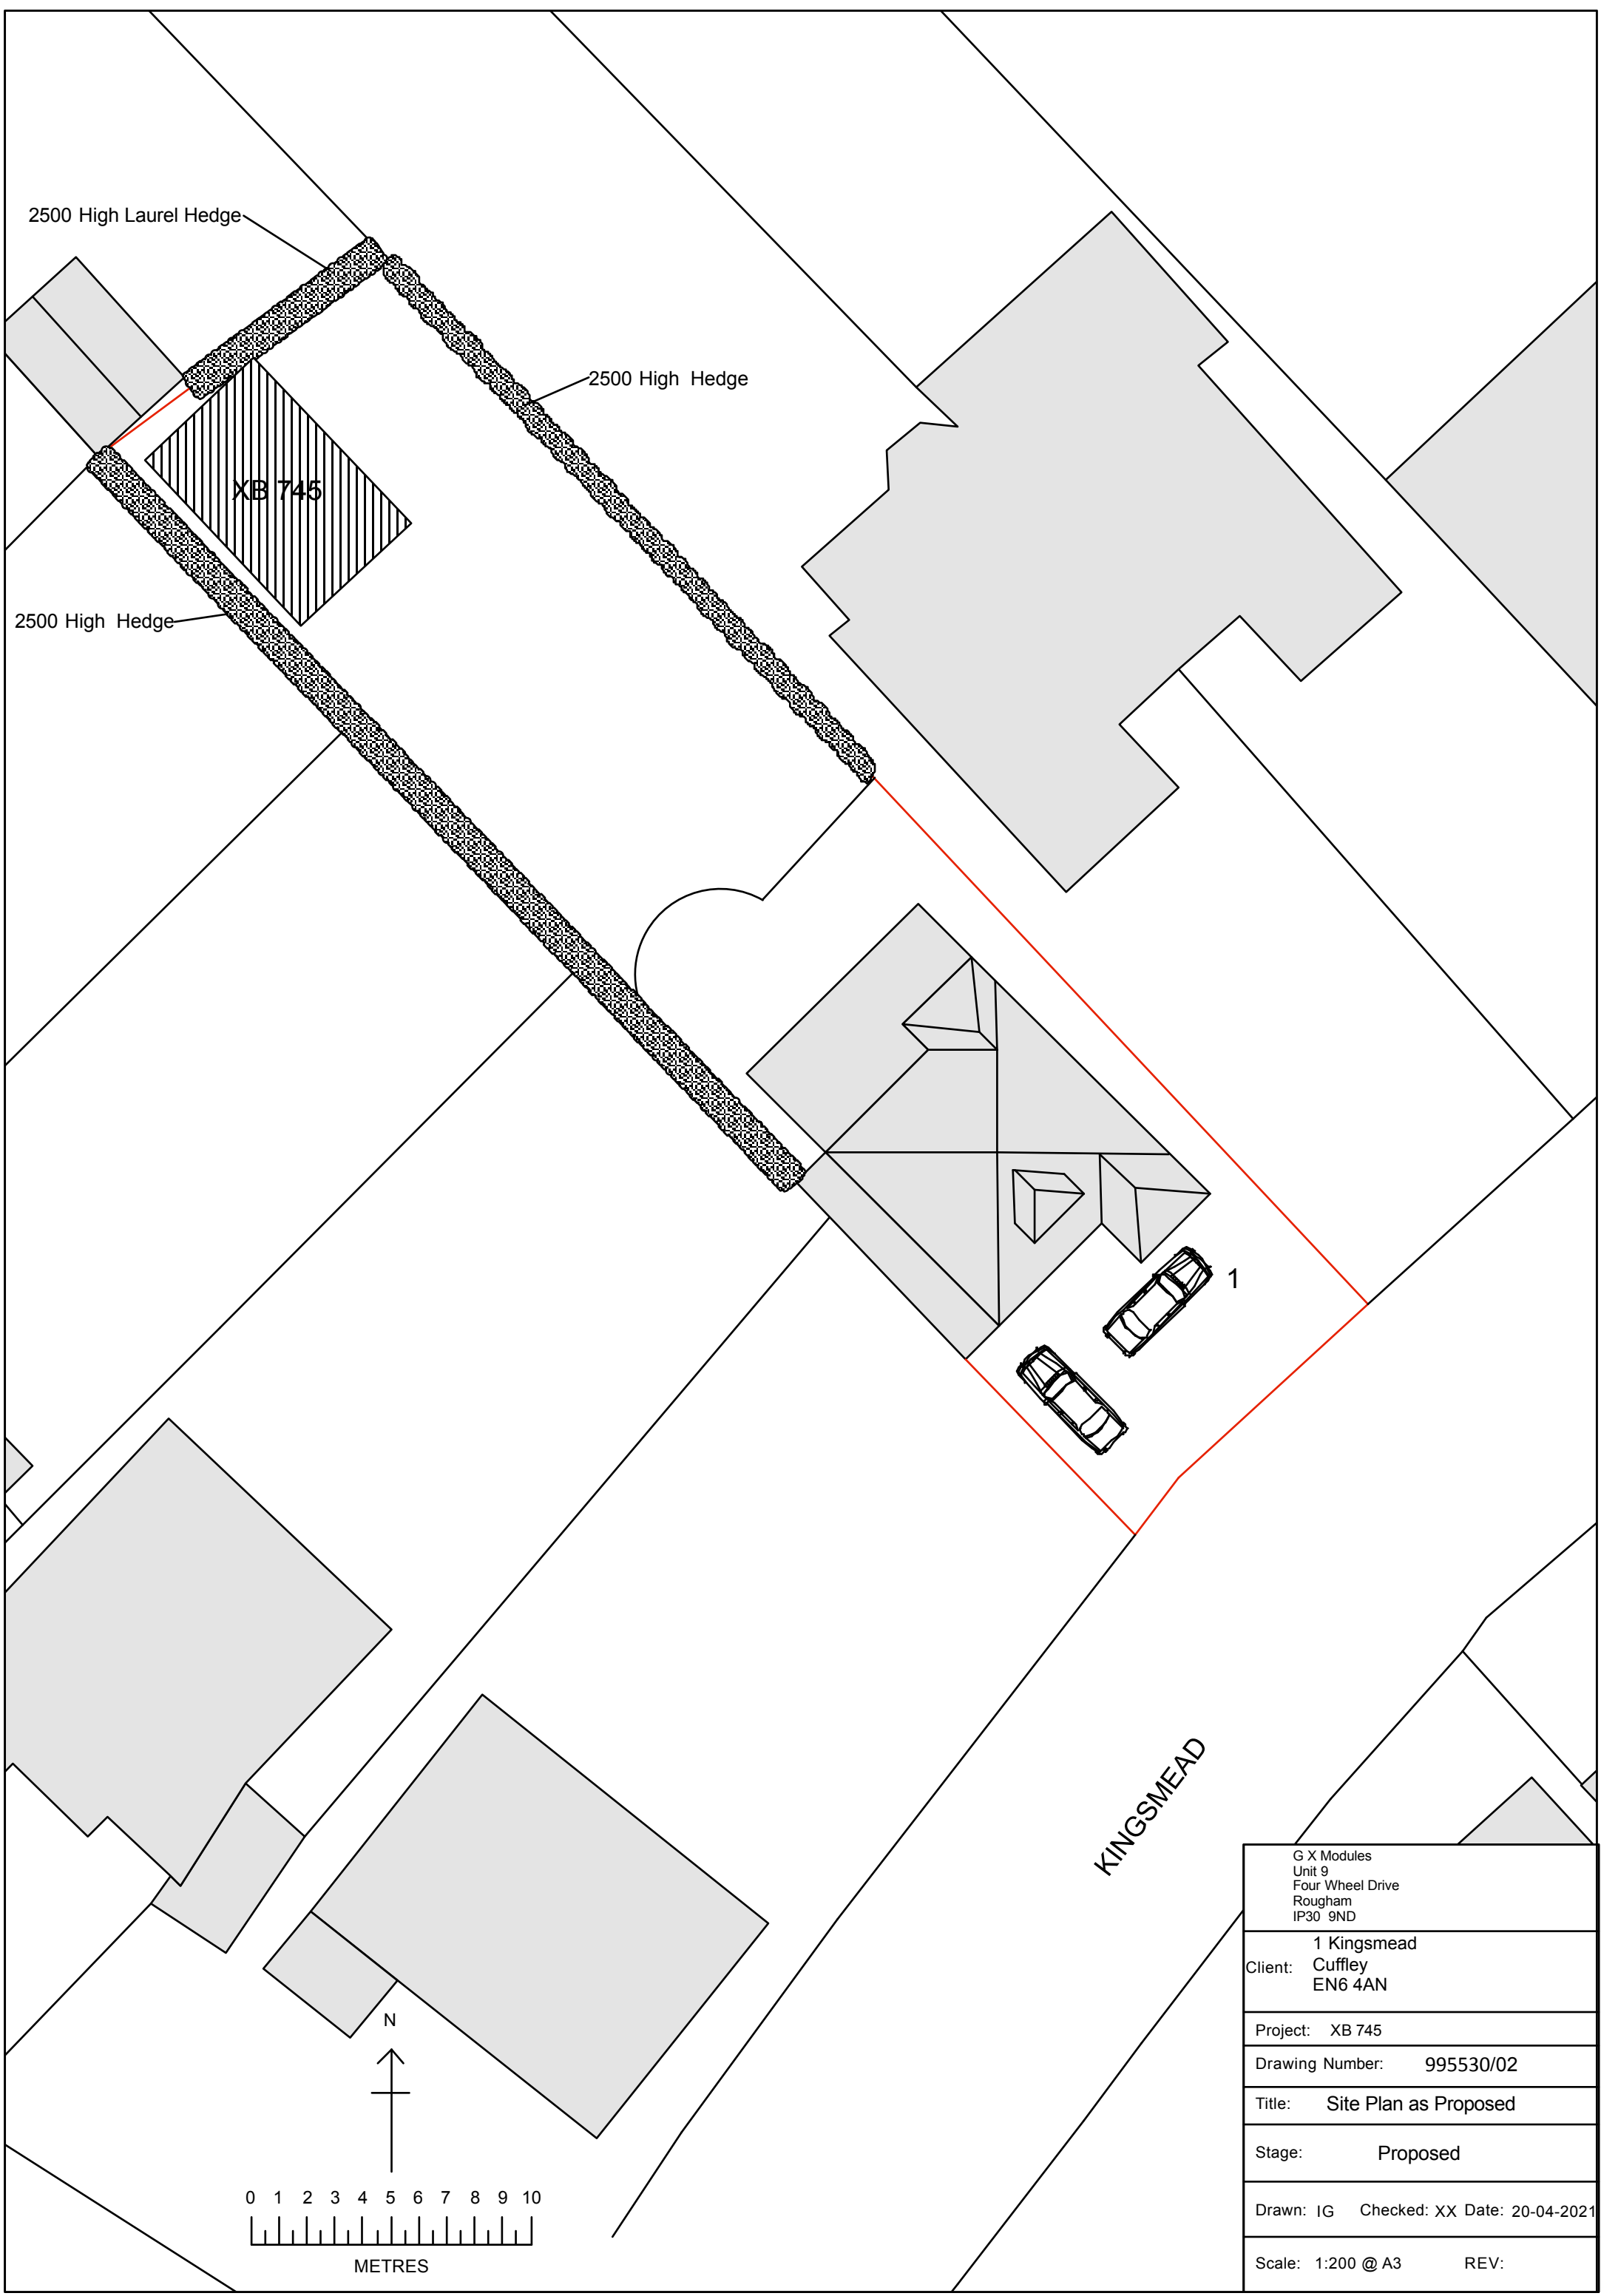 2500 High Laurel Hedge
2500 High Hedge
XB 745
2500 High Hedge
1
KINGSMEAD
G X Modules
Unit 9
Four Wheel Drive
Rougham
IP30 9ND
Client: 1 Kingsmead
Cuffley
EN6 4AN
Project: XB 745
Drawing Number: 995530/02
Title: Site Plan as Proposed
Stage: Proposed
Drawn: IG Checked: XX Date: 20-04-2021
Scale: 1:200 @ A3 REV:
N
0 1 2 3 4 5 6 7 8 9 10
METRES